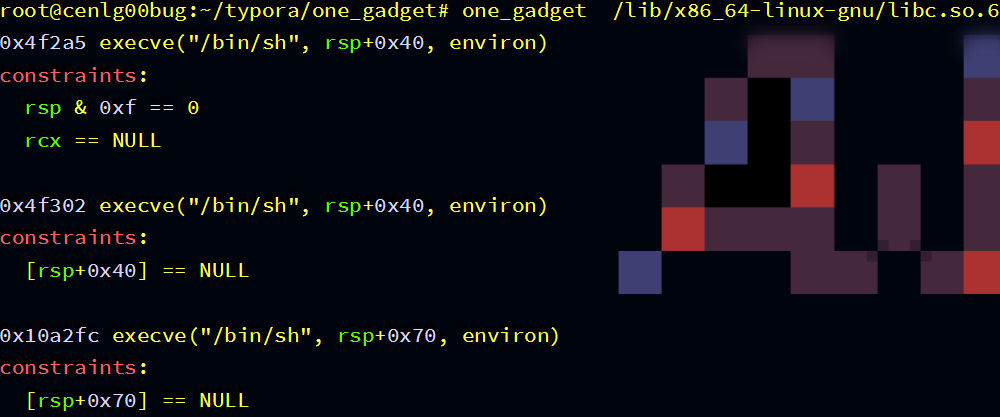 root@cenlg00bug:~/typora/one_gadget# one_gadget  /lib/x86_64-linux-gnu/libc.so.6
0x4f2a5 execve("/bin/sh", rsp+0x40, environ)
constraints:
  rsp & 0xf == 0
  rcx == NULL

0x4f302 execve("/bin/sh", rsp+0x40, environ)
constraints:
  [rsp+0x40] == NULL

0x10a2fc execve("/bin/sh", rsp+0x70, environ)
constraints:
  [rsp+0x70] == NULL